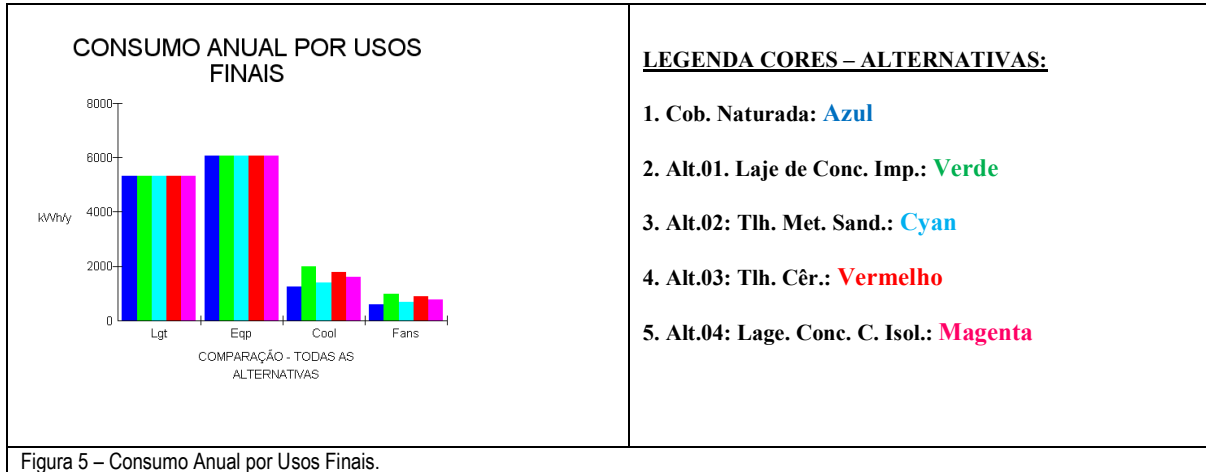 CONSUMO ANUAL POR USOS
FINAIS
8000
6000
kWh/y
4000
2000
0
Lgt Eqp Cool Fans
COMPARAÇÃO - TODAS AS
ALTERNATIVAS
LEGENDA CORES – ALTERNATIVAS:
1. Cob. Naturada: Azul
2. Alt.01. Laje de Conc. Imp.: Verde
3. Alt.02: Tlh. Met. Sand.: Cyan
4. Alt.03: Tlh. Cêr.: Vermelho
5. Alt.04: Lage. Conc. C. Isol.: Magenta
Figura 5 – Consumo Anual por Usos Finais.